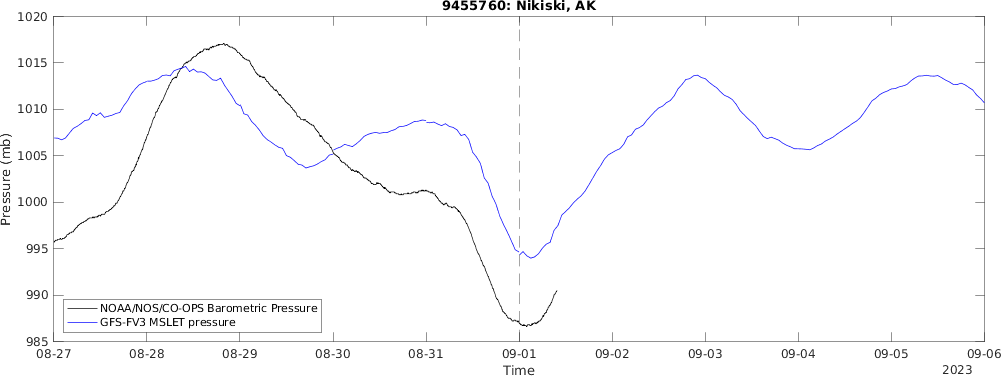 9455760: Nikiski, AK
1020
1015
1010
1005
1000
995
990
985
Pressure (mb)
NOAA/NOS/CO-OPS Barometric Pressure
GFS-FV3 MSLET pressure
08-27 08-28 08-29 08-30 08-31 09-01 09-02 09-03 09-04 09-05 09-06
Time
2023